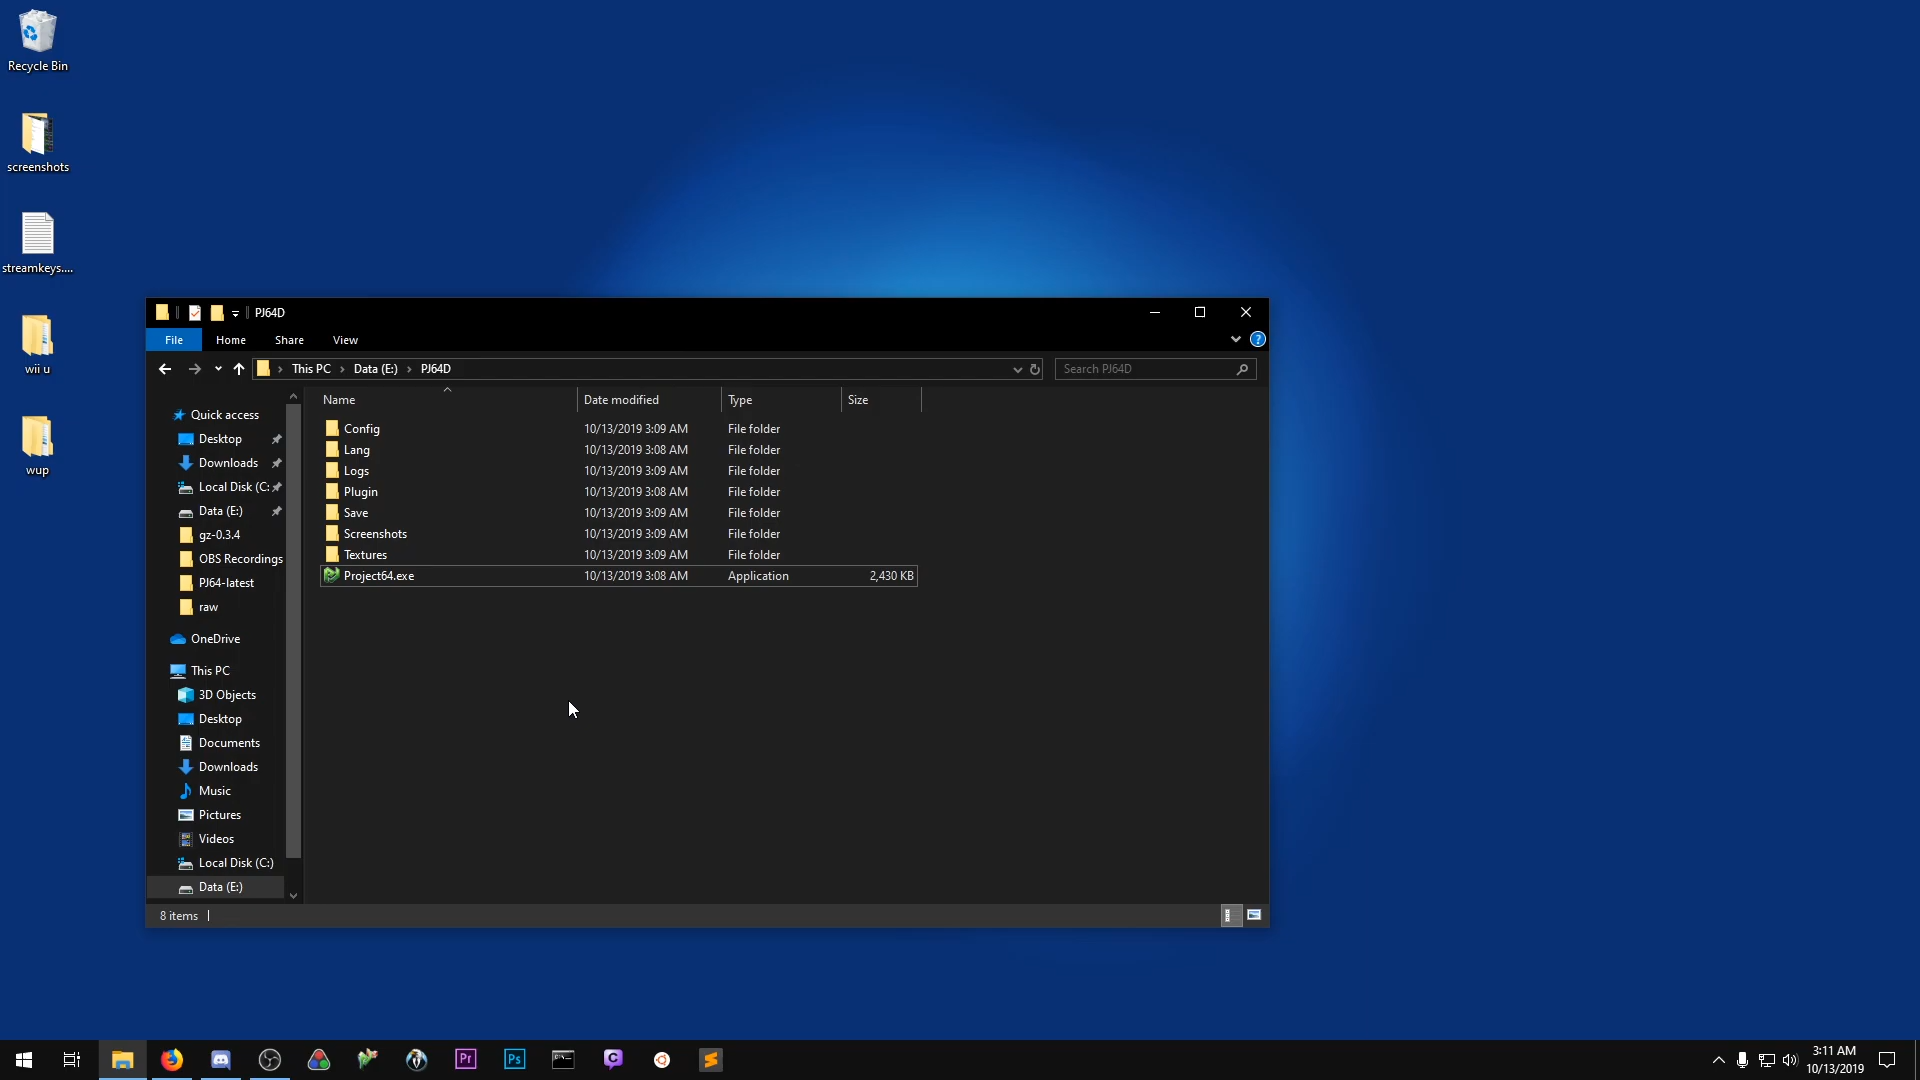 Recycle Bin
screenshots
streamkeys....
wii u
wup
PJ64D
File Home Share View
This PC Data (E:) PJ64D
Search PJ64D
Name Date modified Type Size
Config 10/13/2019 3:09 AM File folder
Lang 10/13/2019 3:08 AM File folder
Logs 10/13/2019 3:09 AM File folder
Plugin 10/13/2019 3:08 AM File folder
Save 10/13/2019 3:09 AM File folder
Screenshots 10/13/2019 3:09 AM File folder
Textures 10/13/2019 3:09 AM File folder
Project64.exe 10/13/2019 3:08 AM Application 2,430 KB
Quick access
Desktop
Downloads
Local Disk (C:
Data (E:)
gz-0.3.4
OBS Recordings
PJ64-latest
raw
OneDrive
This PC
3D Objects
Desktop
Documents
Downloads
Music
Pictures
Videos
Local Disk (C:)
Data (E:)
8 items
Pr
Ps
3:11 AM
10/13/2019